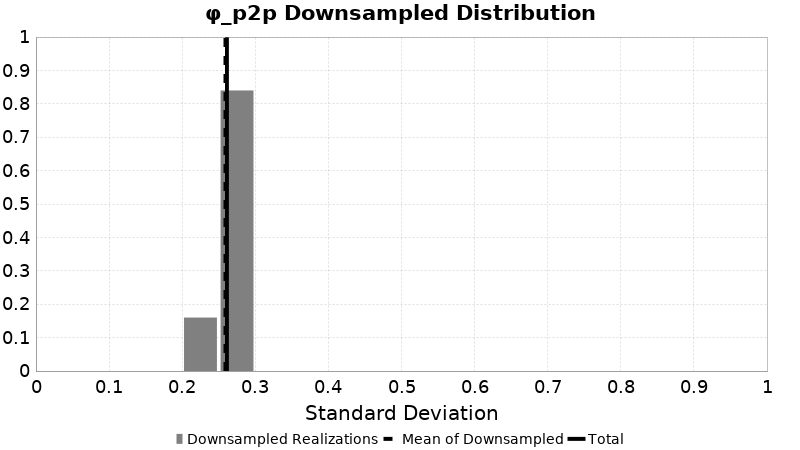 φ_p2p Downsampled Distribution
1
0.9
0.8
0.7
0.6
0.5
0.4
0.3
0.2
0.1
0
0 0.1 0.2 0.3 0.4 0.5 0.6 0.7 0.8 0.9 1
Standard Deviation
Downsampled Realizations Mean of Downsampled Total